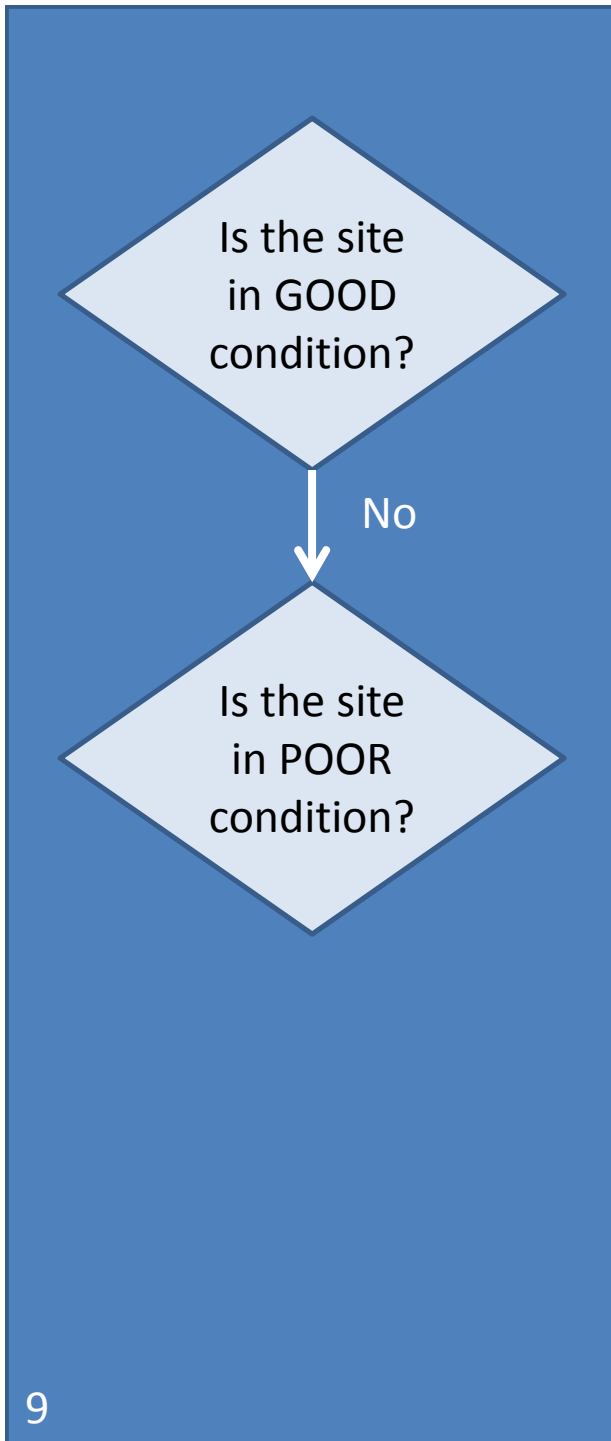 Is the site
in GOOD
condition?
No
Is the site
in POOR
condition?
9